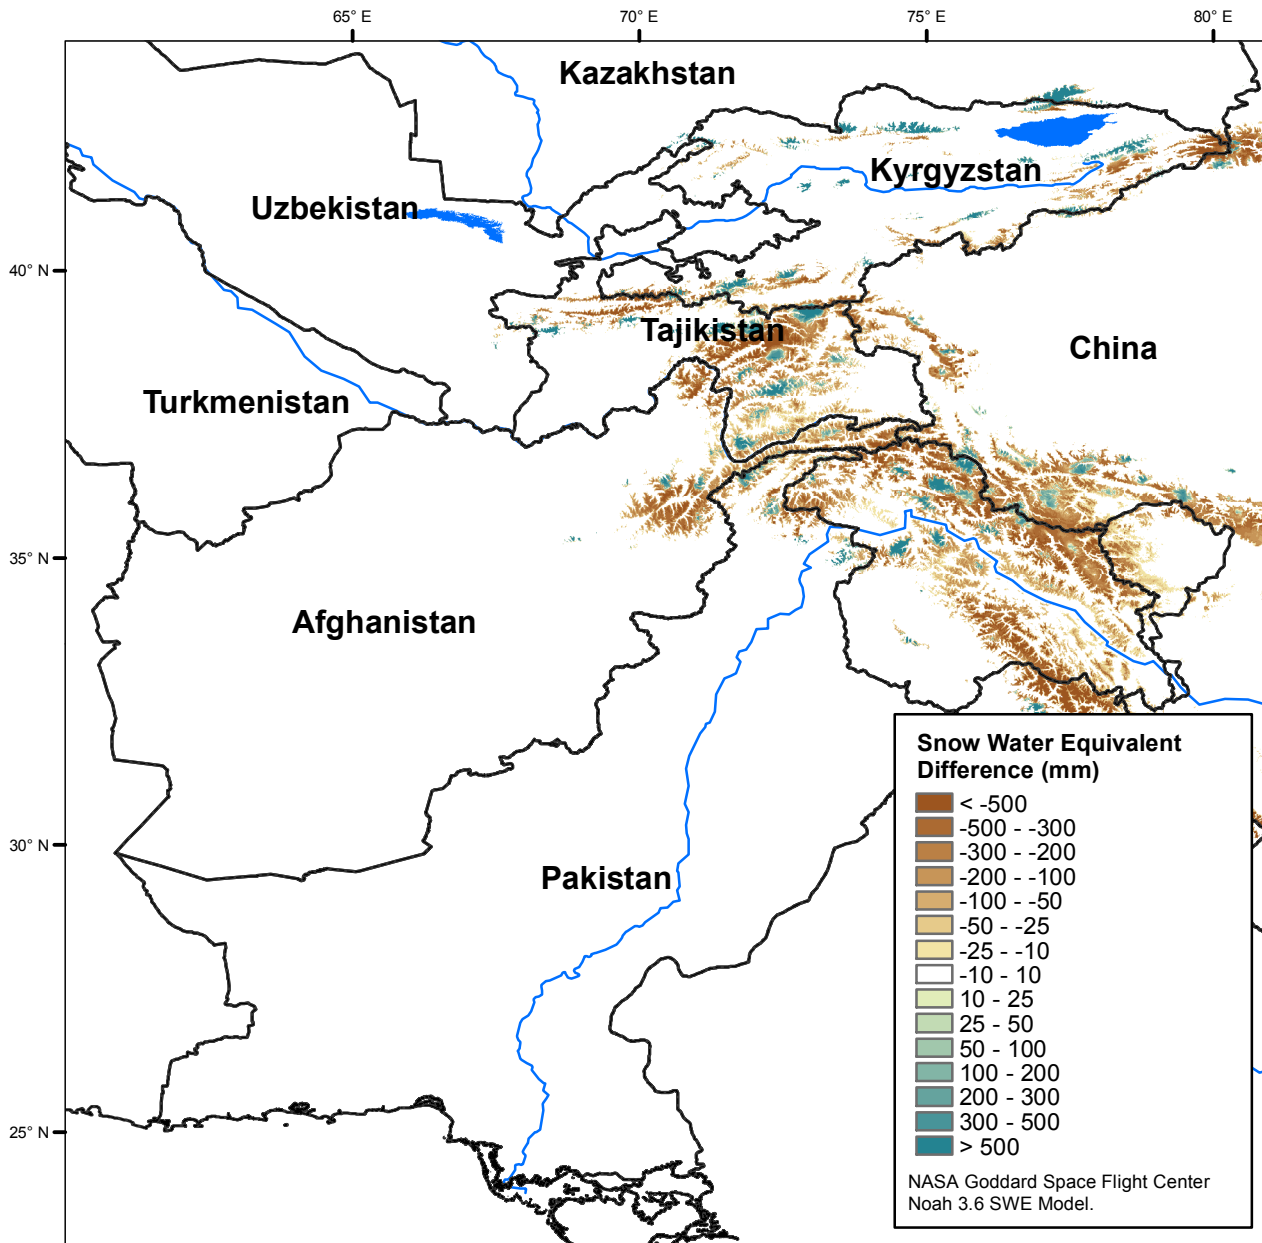 65° E
70° E
75° E
80° E
Kazakhstan
Kyrgyzstan
Uzbekistan
40° N
Tajikistan
China
Turkmenistan
35° N
Afghanistan
Snow Water Equivalent
Difference (mm)
< -500
-500 - -300
-300 - -200
-200 - -100
-100 - -50
-50 - -25
-25 - -10
-10 - 10
10 - 25
25 - 50
50 - 100
100 - 200
200 - 300
300 - 500
> 500
30° N
Pakistan
25° N
NASA Goddard Space Flight Center
Noah 3.6 SWE Model.